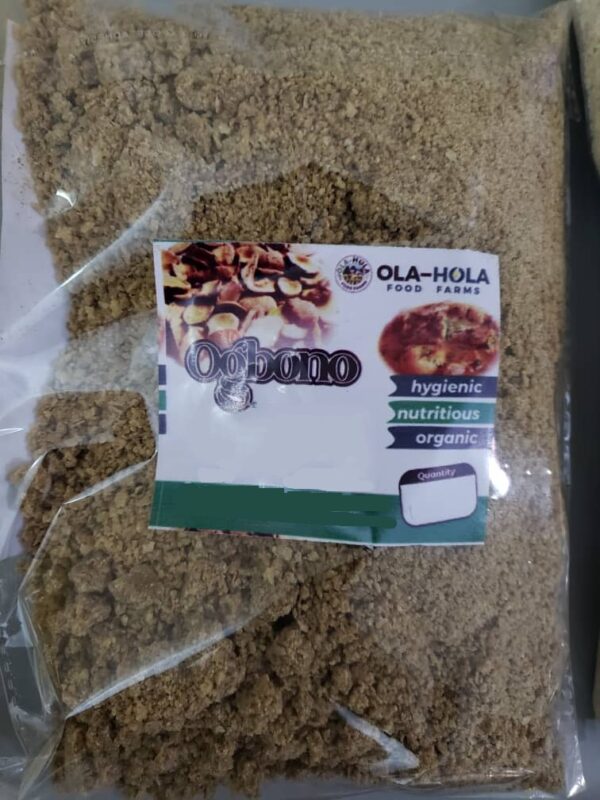 OLA-HOLA
FOOD FARMS
Ogbono
hygienic
nutritious
organic
Quantity